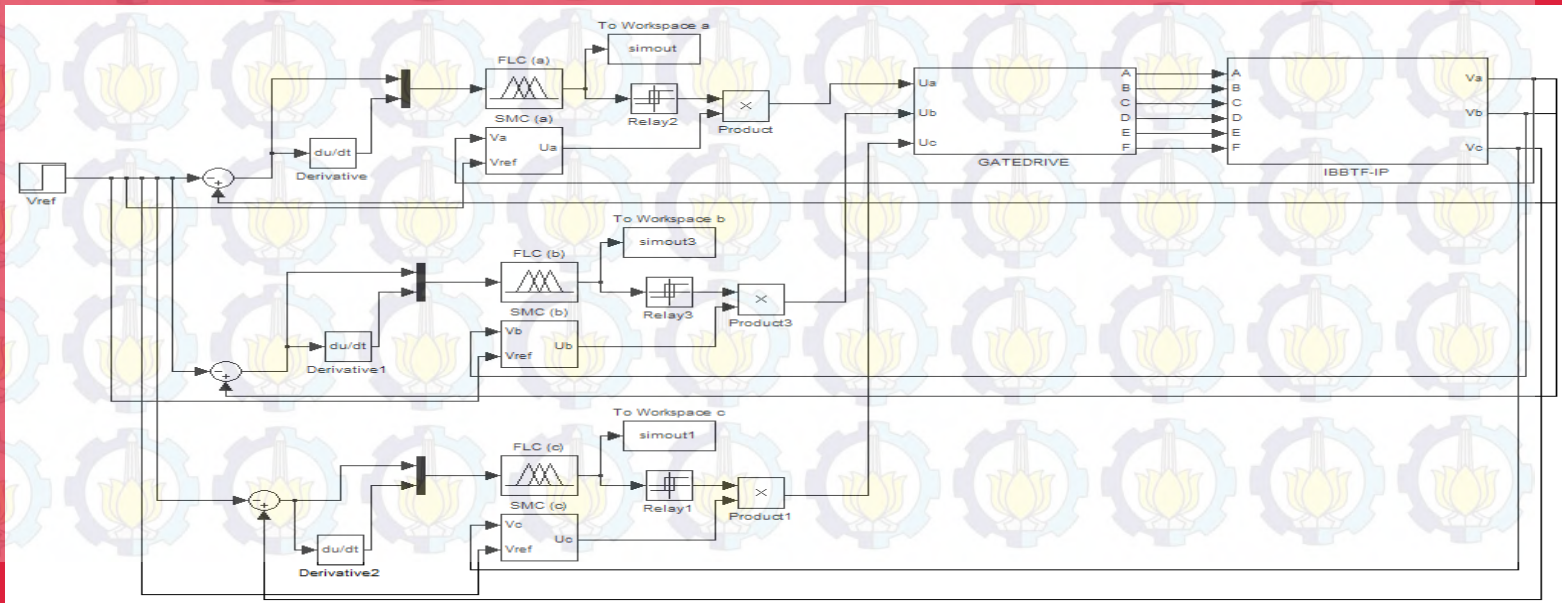 To Workspace a
simout
FLC (a)
Relay2
×
Product
SMC (a)
Va
Vref
Ua
du/dt
Derivative
Vref
-
+
Ua
Ub
Uc
A
B
C
D
E
F
GATEDRIVE
A
B
C
D
E
F
Va
Vb
Vc
IBBTF-IP
To Workspace b
simout3
FLC (b)
Relay3
×
Product3
SMC (b)
Vb
Vref
Ub
du/dt
Derivative1
-
+
To Workspace c
simout1
FLC (c)
Relay1
×
Product1
SMC (c)
Vc
Vref
Uc
du/dt
Derivative2
-
+